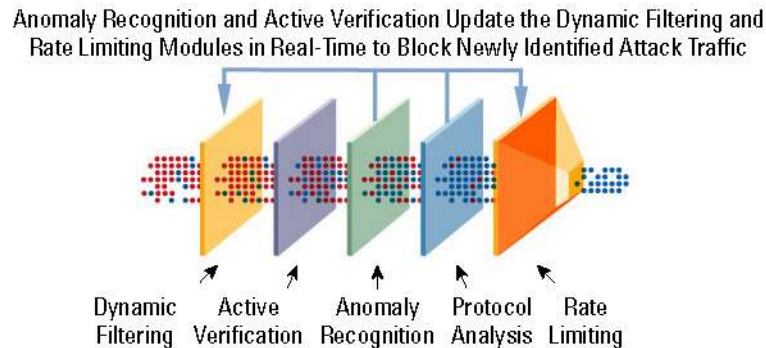 Anomaly Recognition and Active Verification Update the Dynamic Filtering and
Rate Limiting Modules in Real-Time to Block Newly Identified Attack Traffic
Dynamic Filtering
Active Verification
Anomaly Recognition
Protocol Analysis
Rate Limiting